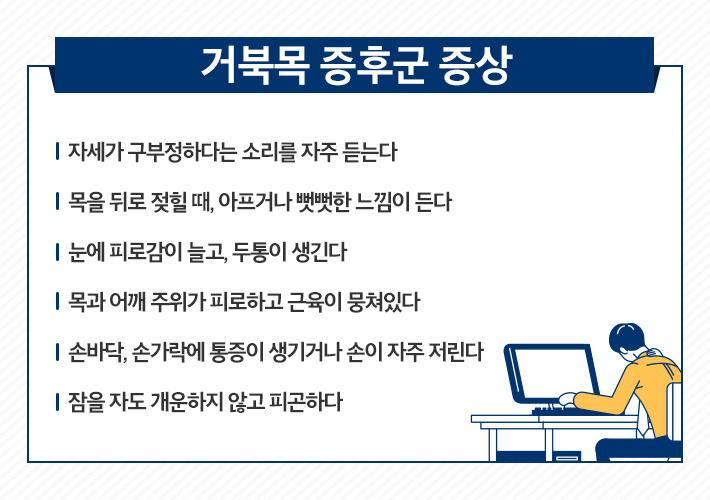 거북목 증후군 증상
자세가 구부정하다는 소리를 자주 듣는다
목을 뒤로 젖힐 때, 아프거나 뻣뻣한 느낌이 든다
눈에 피로감이 늘고, 두통이 생긴다
목과 어깨 주위가 피로하고 근육이 뭉쳐있다
손바닥, 손가락에 통증이 생기거나 손이 자주 저린다
잠을 자도 개운하지 않고 피곤하다